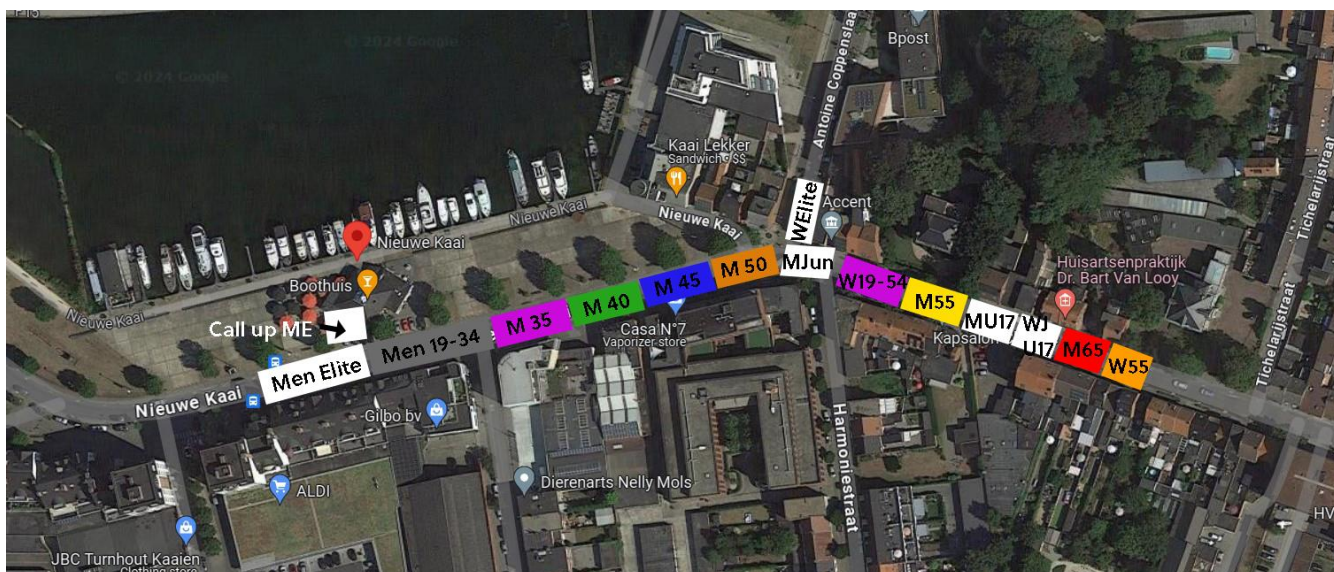 © 2024 Google
© 2024 Google
Bpost
Antoine Coppenslaa
Kaai Lekker
Sandwich • $$
Nieuwe Kaai
Nieuwe Kaai
WElite
Accent
Tichelarijstraat
Nieuwe Kaai
Boothuis
Nieuwe Kaai
Call up ME
Men Elite
Men 19-34
M 35
M 40
M 45
M 50
MJun
W19-54
M55
MU17
WJ
U17
M65
W55
Huisartsenpraktijk
Dr. Bart Van Looy
Casa N°7
Vaporizer store
Kapsalon
Tichelarijstraat
Nieuwe Kaai
Gilbo bv
Harmoniestraat
ALDI
Dierenarts Nelly Mols
HV
JBC Turnhout Kaaien
Clothing store